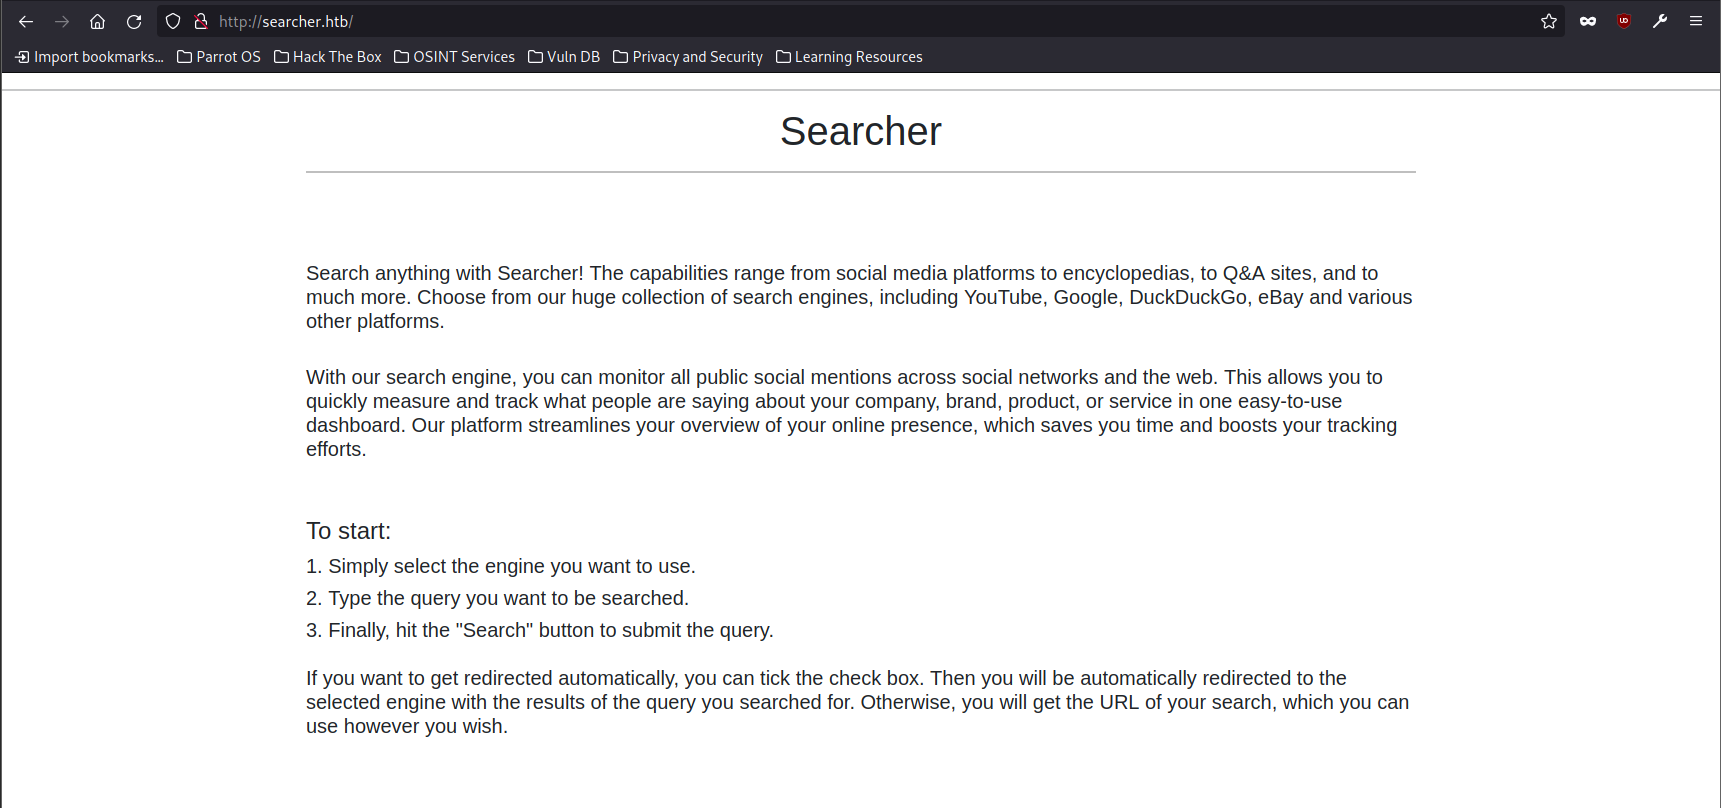 http://searcher.htb/
Import bookmarks... Parrot OS Hack The Box OSINT Services Vuln DB Privacy and Security Learning Resources
Searcher
Search anything with Searcher! The capabilities range from social media platforms to encyclopedias, to Q&A sites, and to
much more. Choose from our huge collection of search engines, including YouTube, Google, DuckDuckGo, eBay and various
other platforms.
With our search engine, you can monitor all public social mentions across social networks and the web. This allows you to
quickly measure and track what people are saying about your company, brand, product, or service in one easy-to-use
dashboard. Our platform streamlines your overview of your online presence, which saves you time and boosts your tracking
efforts.
To start:
1. Simply select the engine you want to use.
2. Type the query you want to be searched.
3. Finally, hit the "Search" button to submit the query.
If you want to get redirected automatically, you can tick the check box. Then you will be automatically redirected to the
selected engine with the results of the query you searched for. Otherwise, you will get the URL of your search, which you can
use however you wish.